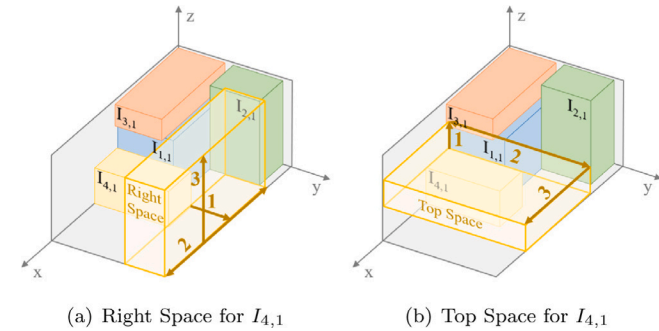 z
I3,1
I2,1
I1,1
I4,1
Right
Space
3
1
2
y
x
z
I3,1
I2,1
I1,1
1
2
I4,1
3
Top Space
y
x
(a) Right Space for I4,1
(b) Top Space for I4,1